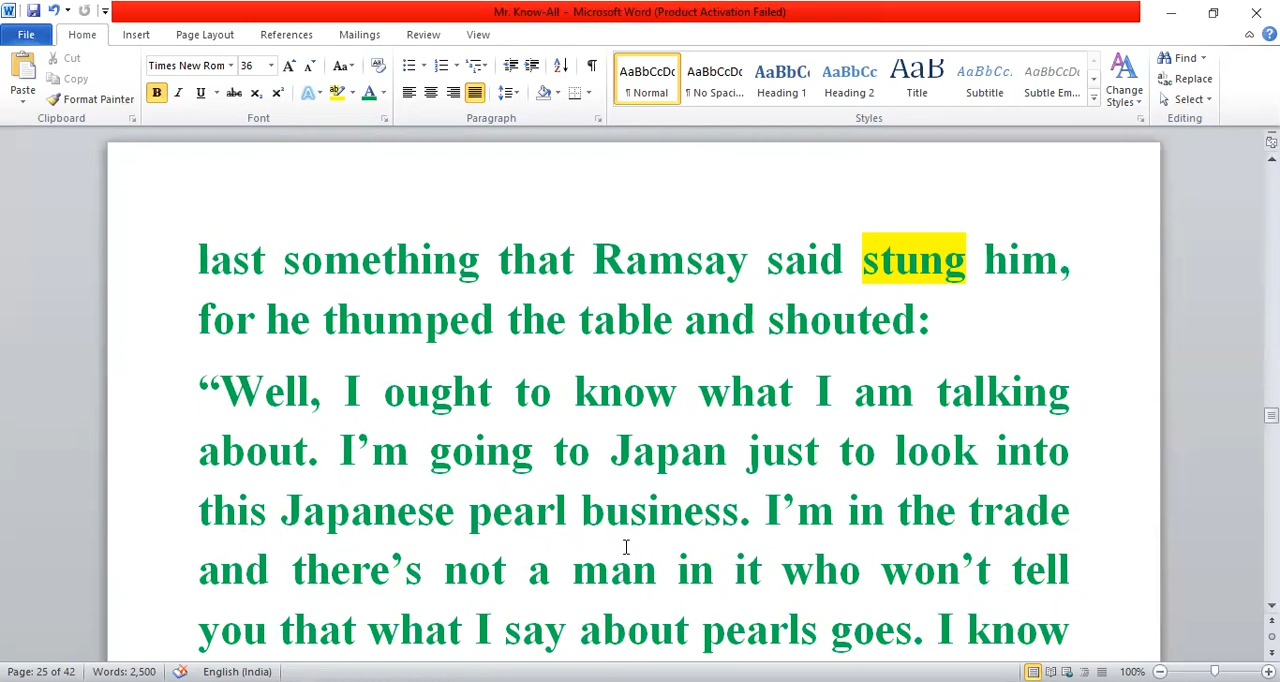 Mr. Know-All - Microsoft Word (Product Activation Failed)
File Home Insert Page Layout References Mailings Review View
Cut
Copy
Format Painter
Paste
Clipboard
Times New Rom 36
Font
Paragraph
AaBbCcDc AaBbCcDc AaBbC( AaBbCc AaB AaBbCc. AaBbCcDc
¶ Normal ¶ No Spaci... Heading 1 Heading 2 Title Subtitle Subtle Em...
Styles
Change Styles
Find
Replace
Select
Editing
last something that Ramsay said stung him,
for he thumped the table and shouted:
“Well, I ought to know what I am talking
about. I’m going to Japan just to look into
this Japanese pearl business. I’m in the trade
and there’s not a man in it who won’t tell
you that what I say about pearls goes. I know
Page: 25 of 42 Words: 2,500 English (India) 100%